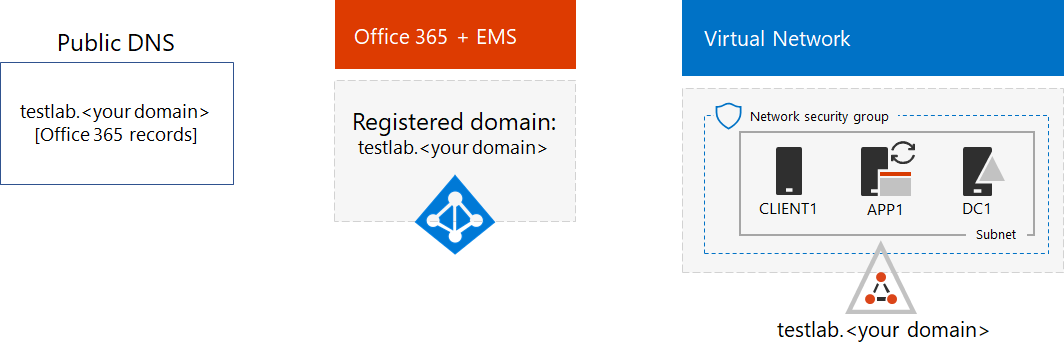 Public DNS
testlab.<your domain>
[Office 365 records]
Office 365 + EMS
Registered domain:
testlab.<your domain>
Virtual Network
Network security group
CLIENT1
APP1
DC1
Subnet
testlab.<your domain>